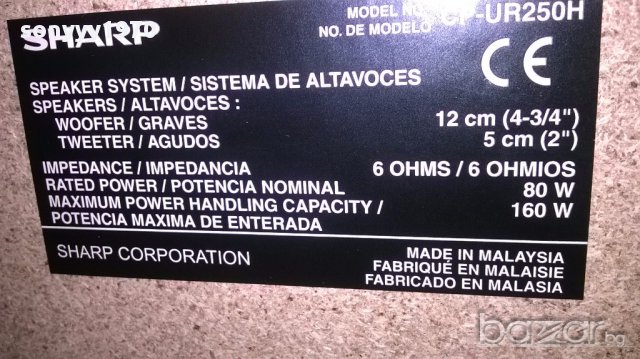 SHARP
MODEL NO
NO. DE MODELO CP-UR250H
SPEAKER SYSTEM / SISTEMA DE ALTAVOCES
SPEAKERS / ALTAVOCES :
WOOFER / GRAVES 12 cm (4-3/4")
TWEETER / AGUDOS 5 cm (2")
IMPEDANCE / IMPEDANCIA 6 OHMS / 6 OHMIOS
RATED POWER / POTENCIA NOMINAL 80 W
MAXIMUM POWER HANDLING CAPACITY / 160 W
POTENCIA MAXIMA DE ENTERADA
SHARP CORPORATION
MADE IN MALAYSIA
FABRIQUÉ EN MALAISIE
FABRICADO EN MALASIA
CE
bazar.bg